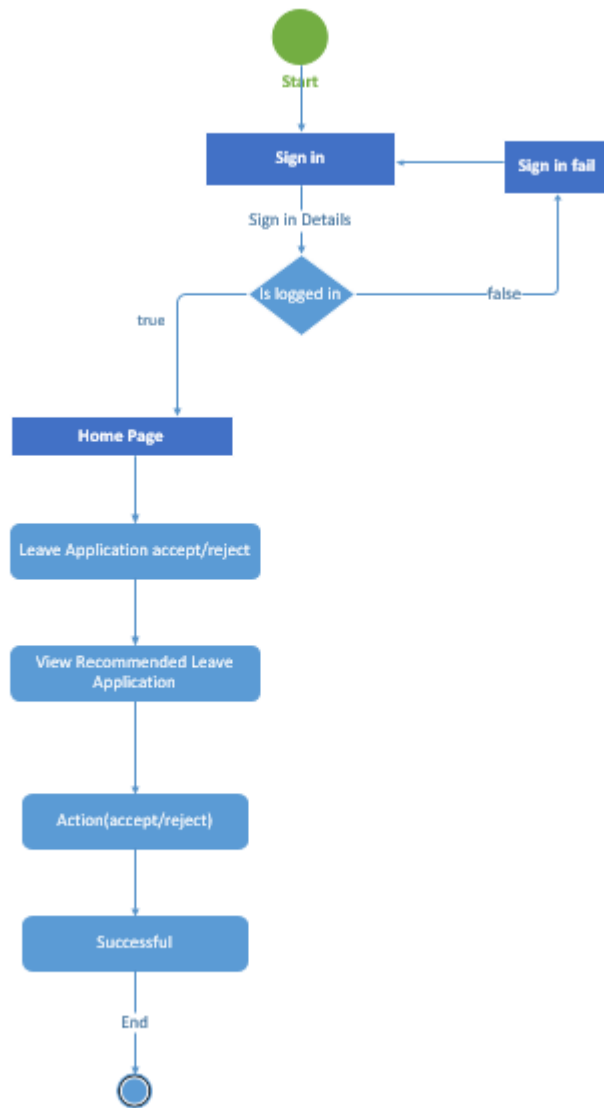 Start
Sign in
Sign in fail
Sign in Details
Is logged in
false
true
Home Page
Leave Application accept/reject
View Recommended Leave
Application
Action(accept/reject)
Successful
End